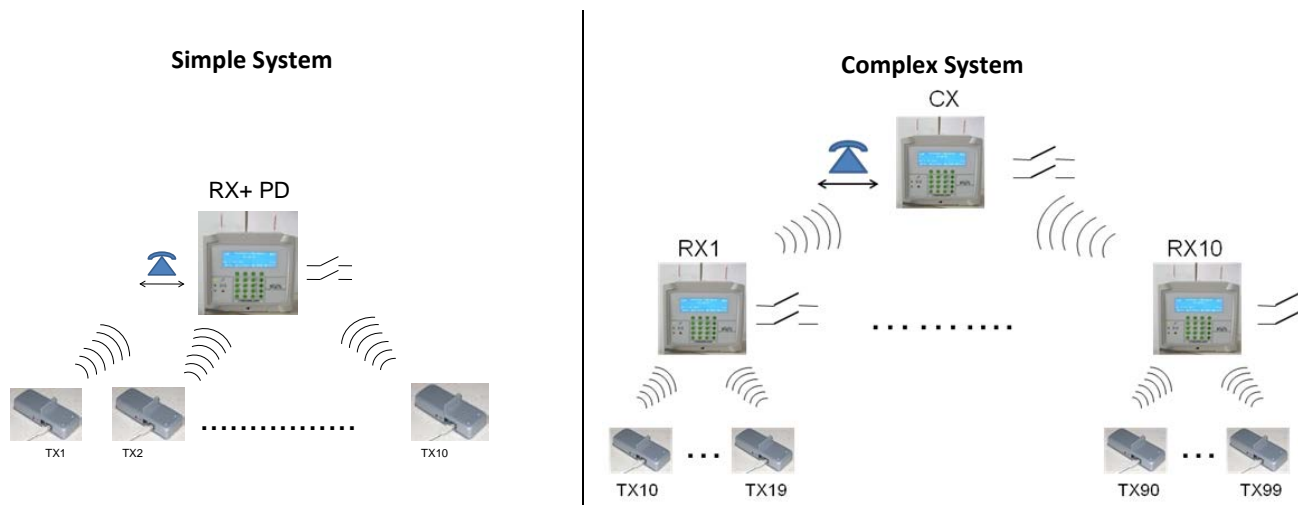 Simple System
RX+ PD
TX1
TX2
TX10
Complex System
CX
RX1
RX10
TX10
TX19
TX90
TX99